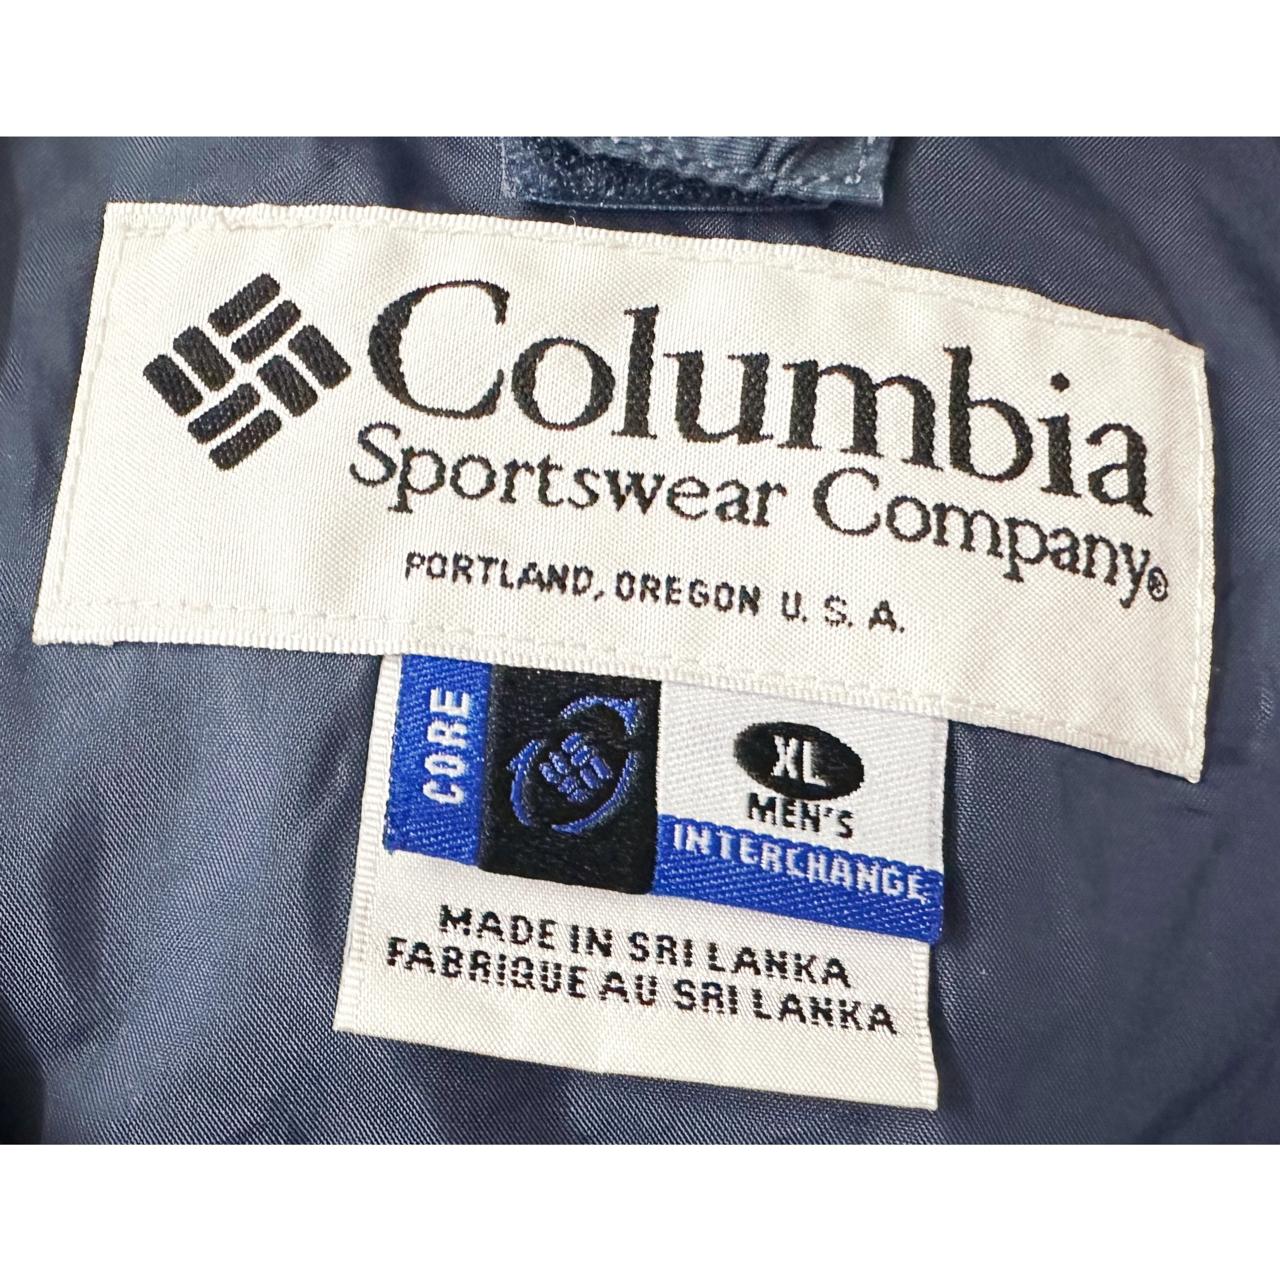 Columbia
Sportswear Company®
PORTLAND, OREGON U. S. A.
CORE
XL
MEN'S
INTERCHANGE
MADE IN SRI LANKA
FABRIQUE AU SRI LANKA